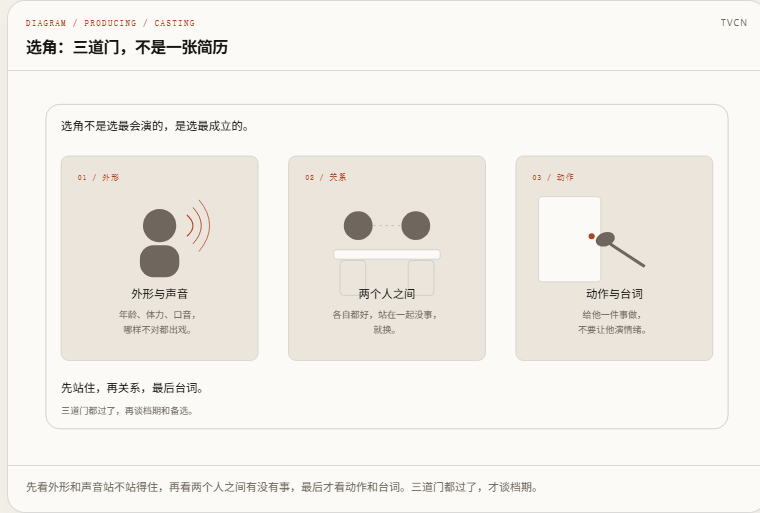 DIAGRAM / PRODUCING / CASTING
TVCN
选角：三道门，不是一张简历
选角不是选最会演的，是选最成立的。
01 / 外形
02 / 关系
03 / 动作
外形与声音
年龄、体力、口音，
哪样不对都出戏。
两个人之间
各自都好，站在一起没事，
就换。
动作与台词
给他一件事做，
不要让他演情绪。
先站住，再关系，最后台词。
三道门都过了，再谈档期和备选。
先看外形和声音站不站得住，再看两个人之间有没有事，最后才看动作和台词。三道门都过了，才谈档期。